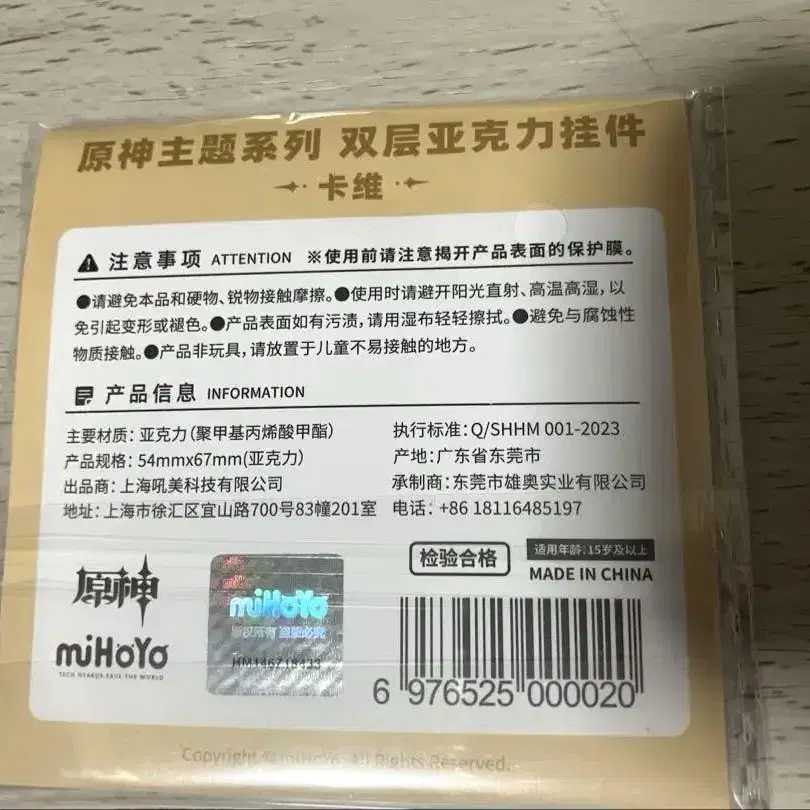 原神主题系列 双层亚克力挂件
卡维
注意事项 ATTENTION ※使用前请注意揭开产品表面的保护膜。
●请避免本品和硬物、锐物接触摩擦。●使用时请避开阳光直射、高温高湿，以
免引起变形或褪色。●产品表面如有污渍，请用湿布轻轻擦拭。●避免与腐蚀性
物质接触。●产品非玩具，请放置于儿童不易接触的地方。
产品信息 INFORMATION
主要材质：亚克力（聚甲基丙烯酸甲酯）
产品规格：54mmx67mm(亚克力)
出品商：上海吼美科技有限公司
地址：上海市徐汇区宜山路700号83幢201室
执行标准：Q/SHHM 001-2023
产地：广东省东莞市
承制商：东莞市雄奥实业有限公司
电话：+86 18116485197
检验合格
适用年龄：15岁及以上
MADE IN CHINA
原神
miHoYo
TECH OTAKUS SAVE THE WORLD
miHoYo
版权所有 盗版必究
6 976525 000020
Copyright © miHoYo. All Rights Reserved.